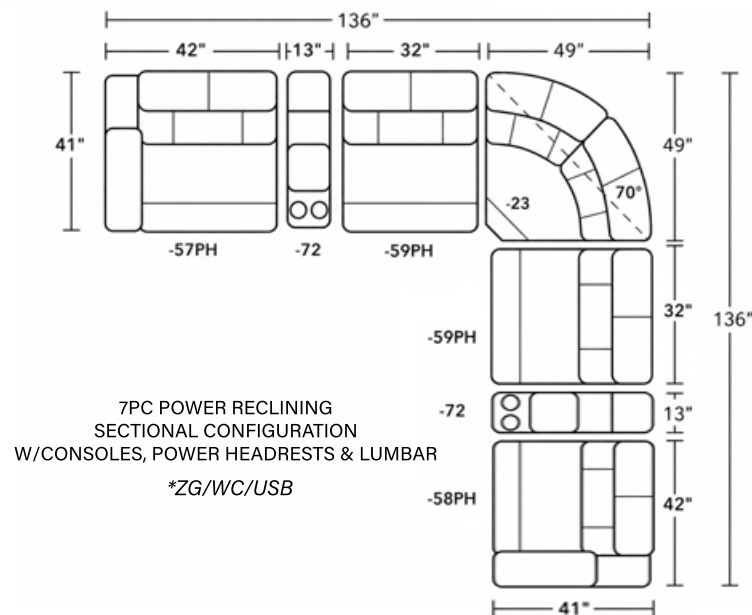 136"
42" 13" 32" 49"
41"
49"
-23
70°
-57PH -72 -59PH
32"
136"
-59PH
-72
13"
7PC POWER RECLINING
SECTIONAL CONFIGURATION
W/CONSOLES, POWER HEADRESTS & LUMBAR
*ZG/WC/USB
-58PH
42"
41"